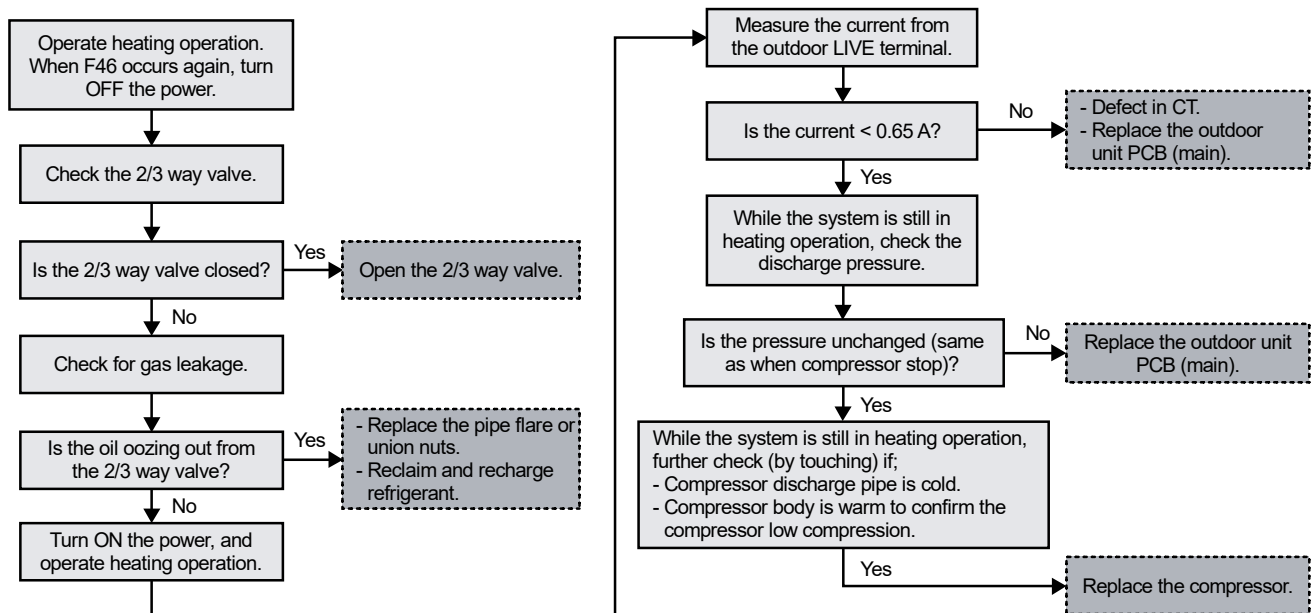 Operate heating operation.
When F46 occurs again, turn
OFF the power.
Check the 2/3 way valve.
Is the 2/3 way valve closed?
Yes
Open the 2/3 way valve.
No
Check for gas leakage.
Is the oil oozing out from
the 2/3 way valve?
Yes
- Replace the pipe flare or
union nuts.
- Reclaim and recharge
refrigerant.
No
Turn ON the power, and
operate heating operation.
Measure the current from
the outdoor LIVE terminal.
Is the current < 0.65 A?
No
- Defect in CT.
- Replace the outdoor
unit PCB (main).
Yes
While the system is still in
heating operation, check the
discharge pressure.
Is the pressure unchanged (same
as when compressor stop)?
No
Replace the outdoor unit
PCB (main).
Yes
While the system is still in heating operation,
further check (by touching) if;
- Compressor discharge pipe is cold.
- Compressor body is warm to confirm the
compressor low compression.
Yes
Replace the compressor.